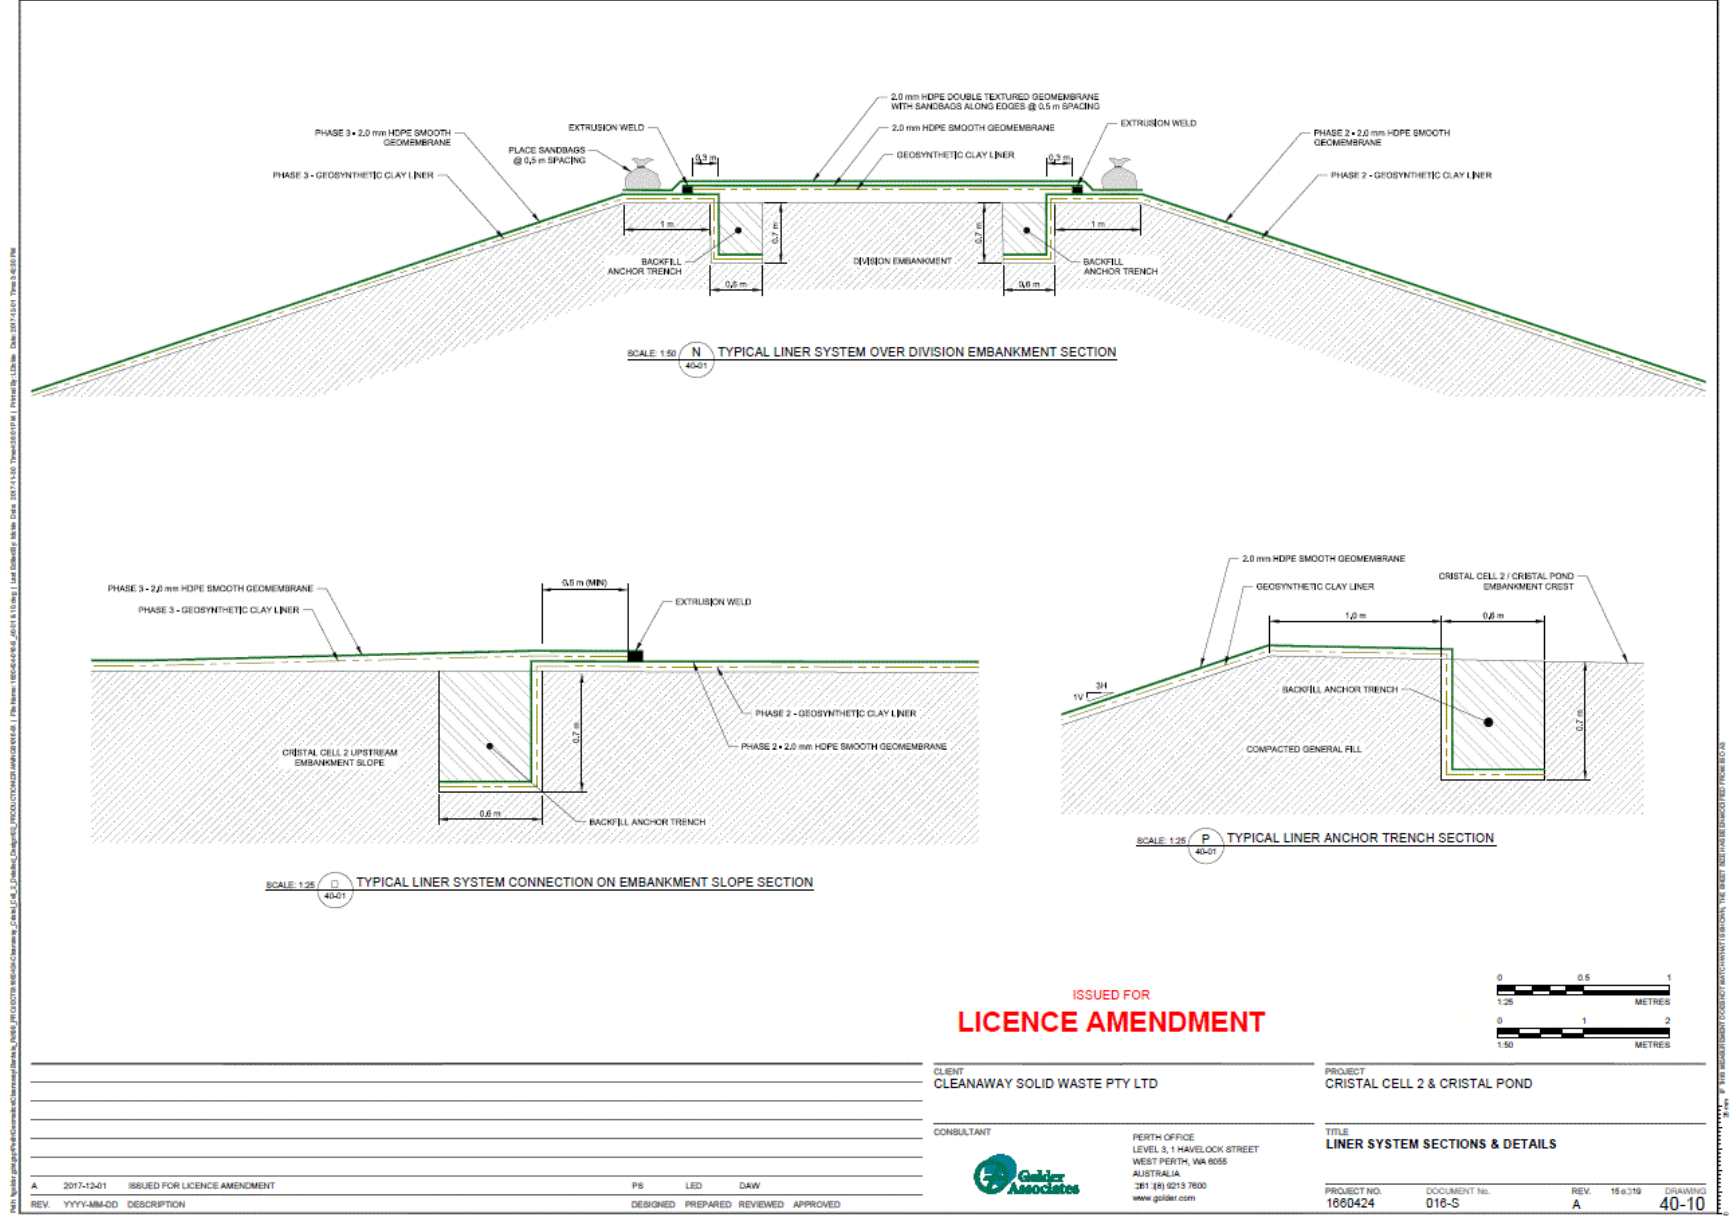 2.0 mm HDPE DOUBLE TEXTURED GEOMEMBRANE
WITH SANDBAGS ALONG EDGES @ 0.5 m SPACING
EXTRUSION WELD
2.0 mm HDPE SMOOTH GEOMEMBRANE
EXTRUSION WELD
PHASE 3 - 2.0 mm HDPE SMOOTH
GEOMEMBRANE
PLACE SANDBAGS
@ 0.5 m SPACING
0.3 m
GEOSYNTHETIC CLAY LINER
0.3 m
PHASE 2 - 2.0 mm HDPE SMOOTH
GEOMEMBRANE
PHASE 3 - GEOSYNTHETIC CLAY LINER
PHASE 2 - GEOSYNTHETIC CLAY LINER
1 m
0.7 m
0.7 m
1 m
BACKFILL
ANCHOR TRENCH
DIVISION EMBANKMENT
BACKFILL
ANCHOR TRENCH
0.6 m
0.6 m
SCALE: 1:50
N
40-01
TYPICAL LINER SYSTEM OVER DIVISION EMBANKMENT SECTION
PHASE 3 - 2.0 mm HDPE SMOOTH GEOMEMBRANE
PHASE 3 - GEOSYNTHETIC CLAY LINER
0.5 m (MIN)
EXTRUSION WELD
PHASE 2 - GEOSYNTHETIC CLAY LINER
PHASE 2 - 2.0 mm HDPE SMOOTH GEOMEMBRANE
0.7 m
CRISTAL CELL 2 UPSTREAM
EMBANKMENT SLOPE
0.6 m
BACKFILL ANCHOR TRENCH
SCALE: 1:25
40-01
TYPICAL LINER SYSTEM CONNECTION ON EMBANKMENT SLOPE SECTION
2.0 mm HDPE SMOOTH GEOMEMBRANE
GEOSYNTHETIC CLAY LINER
CRISTAL CELL 2 / CRISTAL POND
EMBANKMENT CREST
1.0 m
0.6 m
3H
1V
BACKFILL ANCHOR TRENCH
0.7 m
COMPACTED GENERAL FILL
SCALE: 1:25
P
40-01
TYPICAL LINER ANCHOR TRENCH SECTION
0 0.5 1
1:25 METRES
0 1 2
1:50 METRES
ISSUED FOR
LICENCE AMENDMENT
CLIENT
CLEANAWAY SOLID WASTE PTY LTD
PROJECT
CRISTAL CELL 2 & CRISTAL POND
CONSULTANT
Golder
Associates
PERTH OFFICE
LEVEL 3, 1 HAVELOCK STREET
WEST PERTH, WA 6055
AUSTRALIA
(8) 9213 7600
www.golder.com
TITLE
LINER SYSTEM SECTIONS & DETAILS
PROJECT NO.
1660424
DOCUMENT No.
016-S
REV.
A
DRAWING
40-10
A 2017-12-01 ISSUED FOR LICENCE AMENDMENT PS LED DAW
REV. YYYY-MM-DD DESCRIPTION DESIGNED PREPARED REVIEWED APPROVED